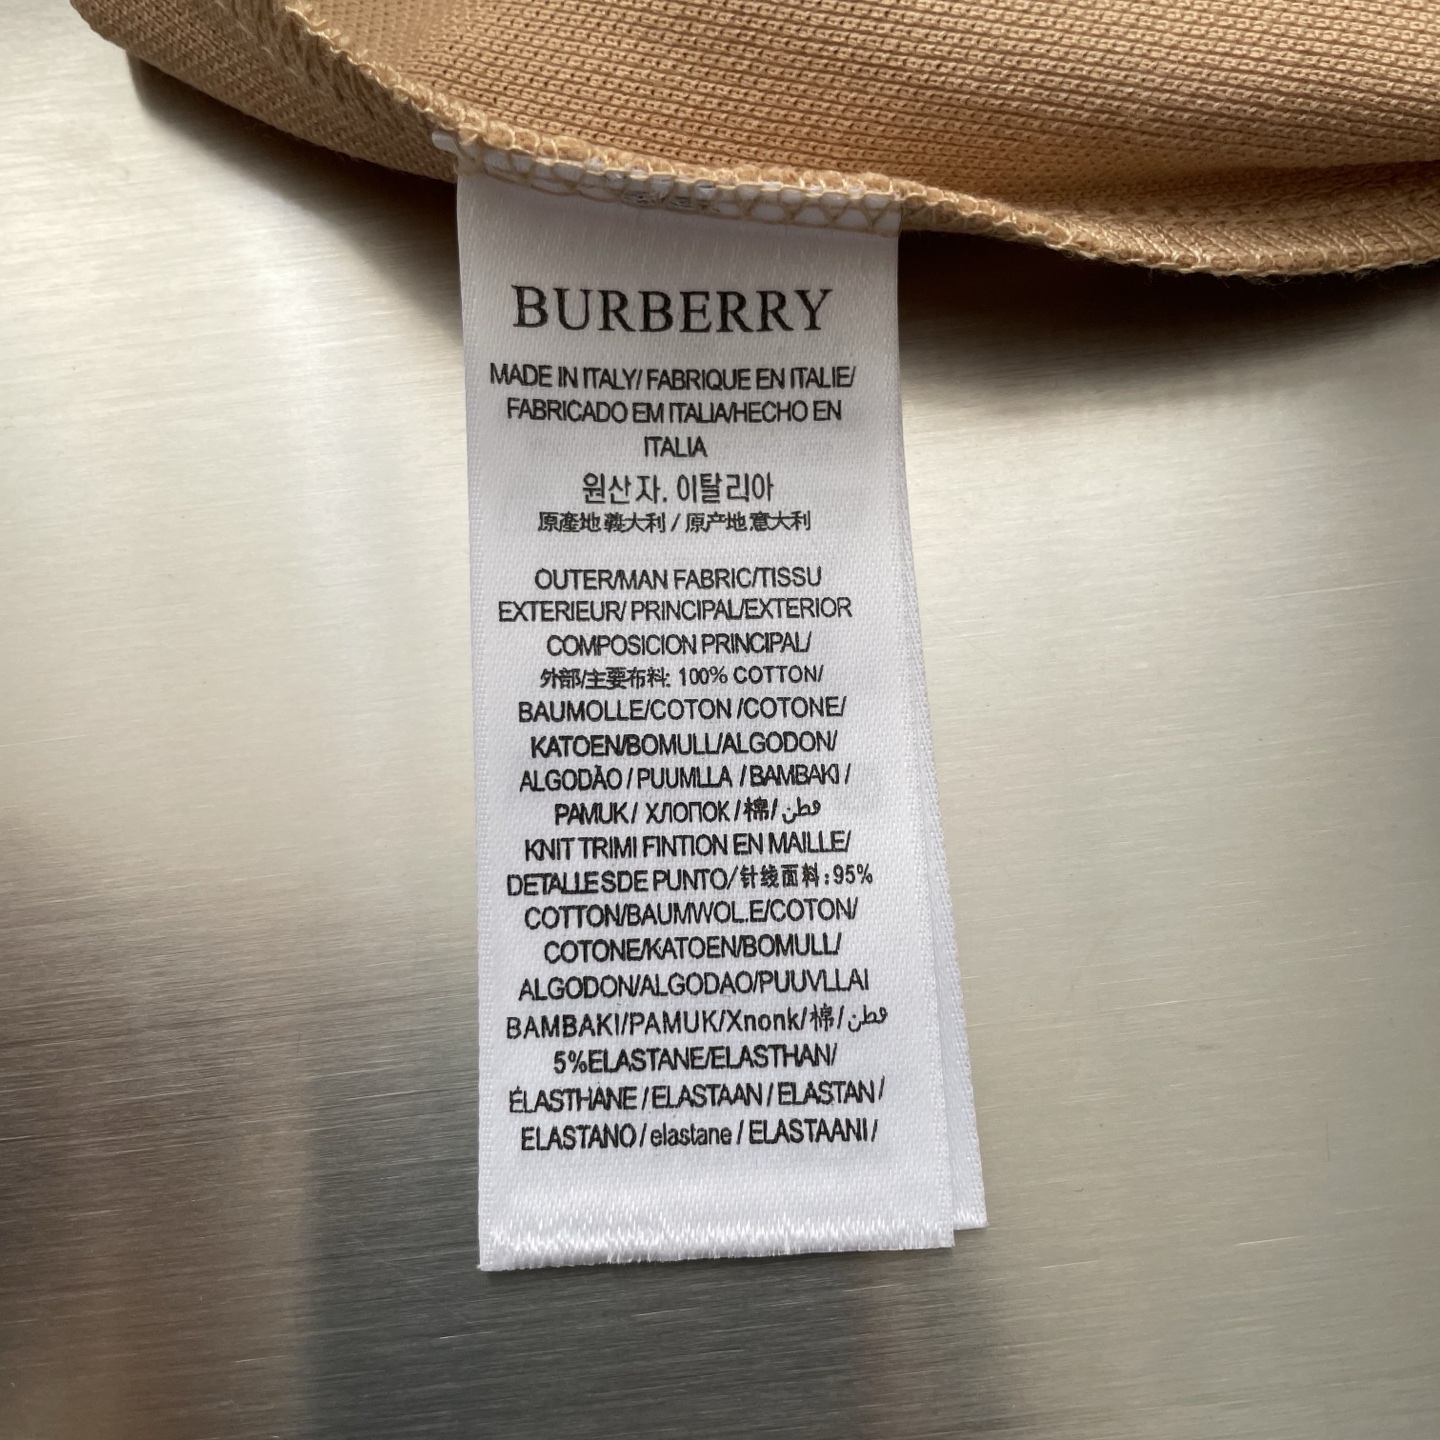 BURBERRY
MADE IN ITALY/ FABRIQUE EN ITALIE/
FABRICADO EM ITALIA/HECHO EN
ITALIA
원산자. 이탈리아
原產地義大利 / 原产地意大利
OUTER/MAN FABRIC/TISSU
EXTERIEUR/ PRINCIPAL/EXTERIOR
COMPOSICION PRINCIPAL/
外部/主要布料: 100% COTTON/
BAUMOLLE/COTON /COTONE/
KATOEN/BOMULL/ALGODON/
ALGODÃO / PUUMLLA / BAMBAKI /
PAMUK / ХЛОПОК / 棉 / قطن
KNIT TRIMI FINTION EN MAILLE/
DETALLESDE PUNTO/针线面料:95%
COTTON/BAUMWOL.E/COTON/
COTONE/KATOEN/BOMULL/
ALGODON/ALGODAO/PUUVLLAI
BAMBAKI/PAMUK/Xnonk/棉/قطن
5%ELASTANE/ELASTHAN/
ÉLASTHANE / ELASTAAN / ELASTAN /
ELASTANO / elastane / ELASTAANI /